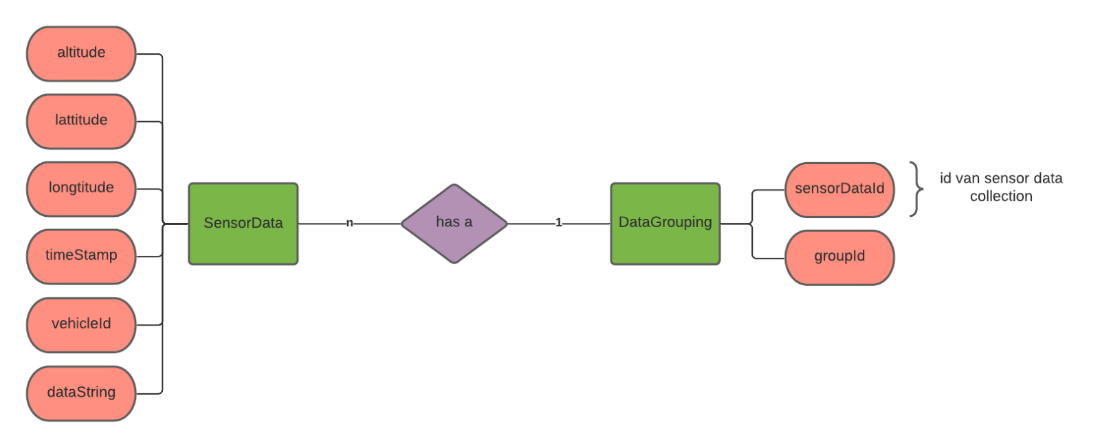 altitude
lattitude
longtitude
timeStamp
vehicleId
dataString
SensorData
n
has a
1
DataGrouping
sensorDataId
groupId
id van sensor data
collection